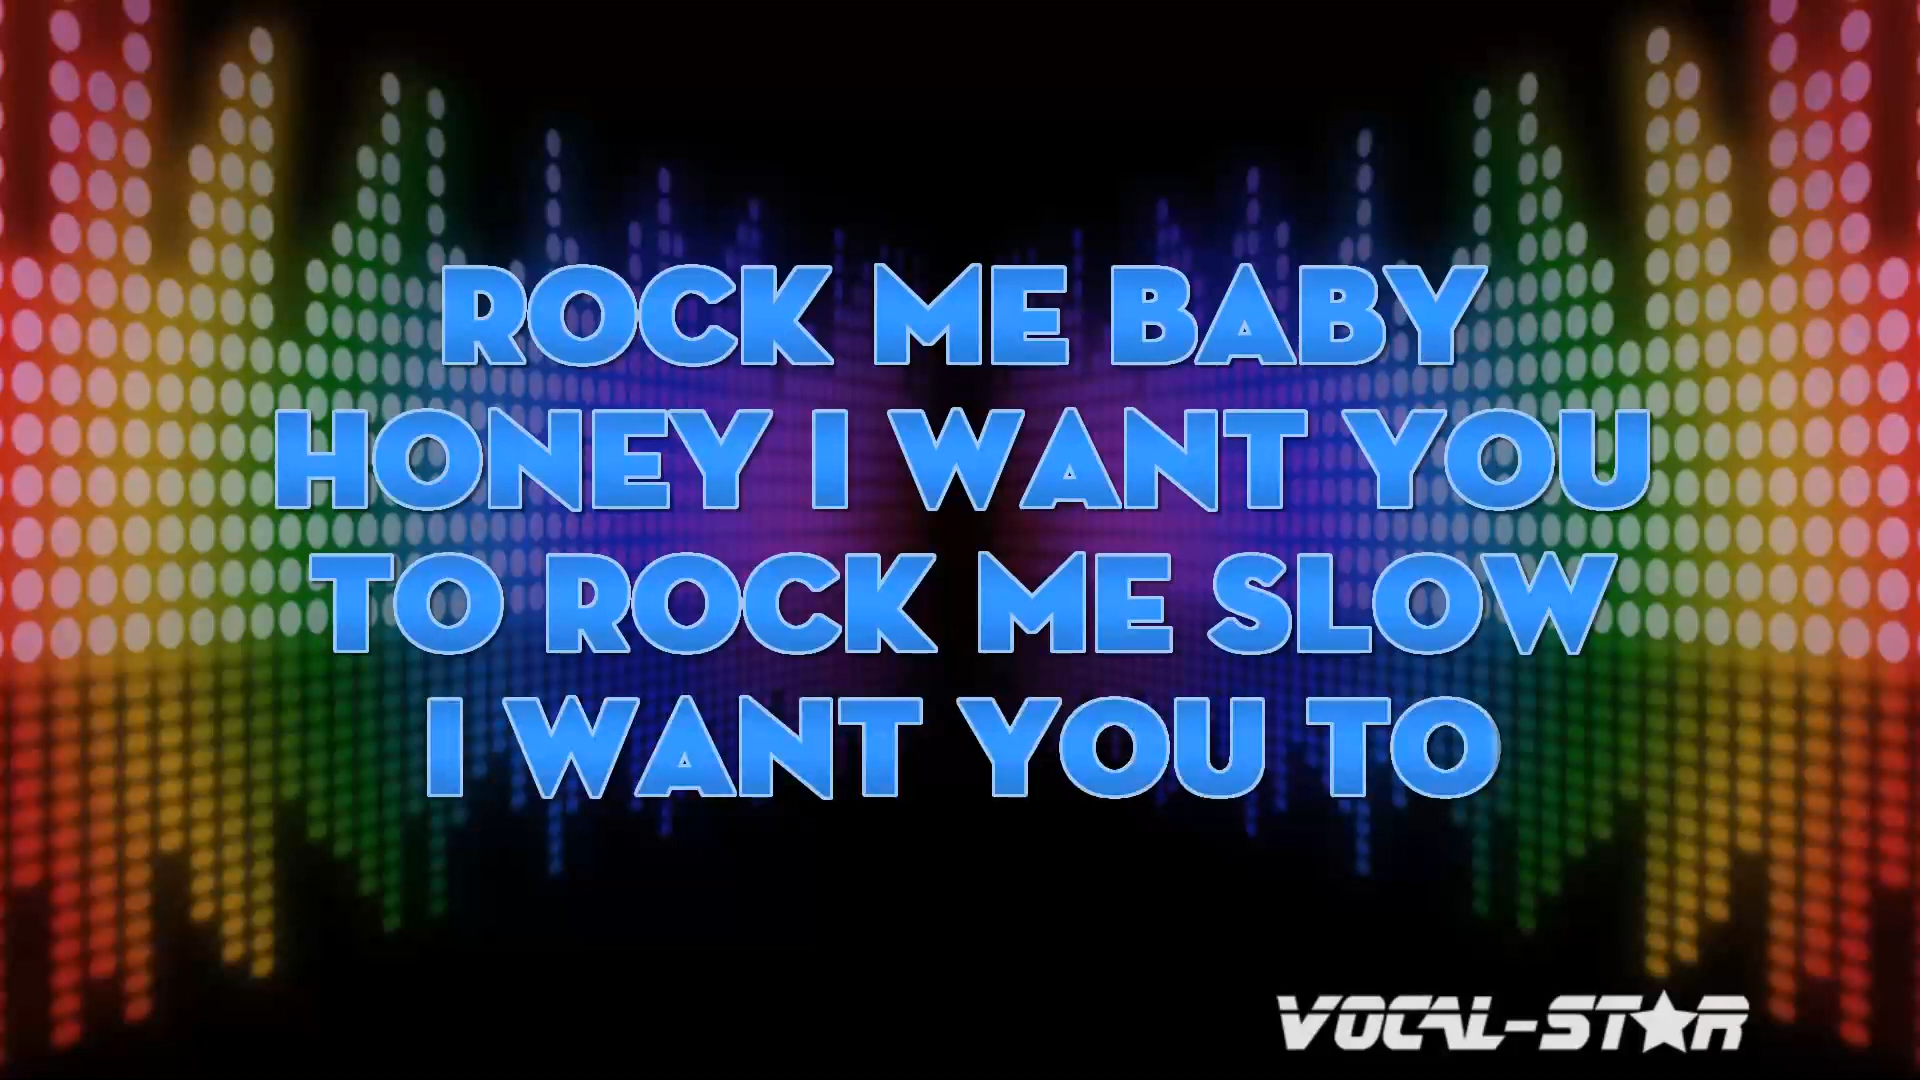 ROCK ME BABY
HONEY I WANT YOU
TO ROCK ME SLOW
I WANT YOU TO
VOCAL-STAR